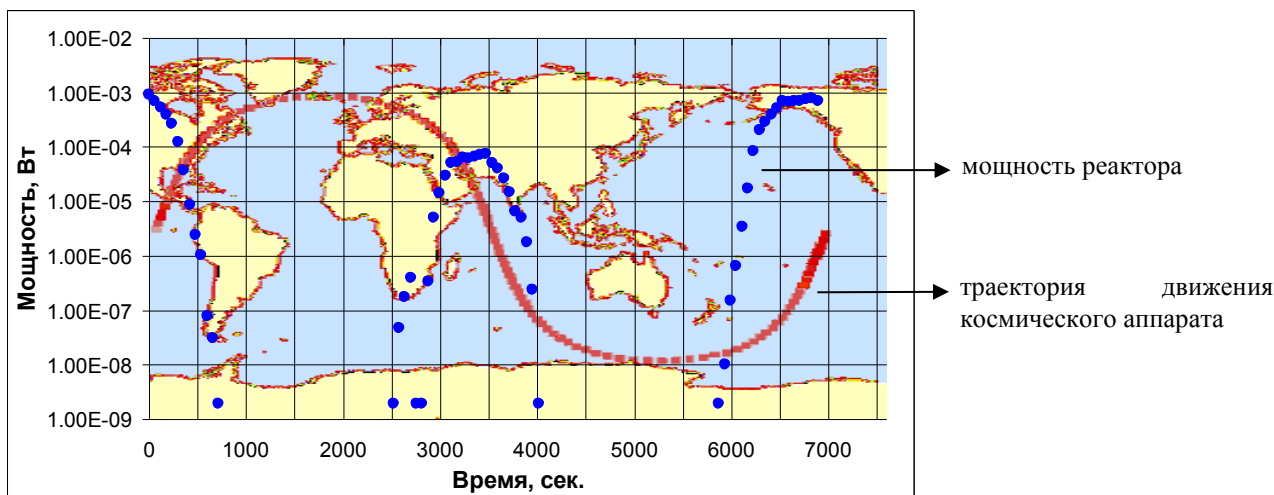 1.00E-02
1.00E-03
1.00E-04
1.00E-05
1.00E-06
1.00E-07
1.00E-08
1.00E-09
Мощность, Вт
0 1000 2000 3000 4000 5000 6000 7000
Время, сек.
мощность реактора
траектория движения
космического аппарата